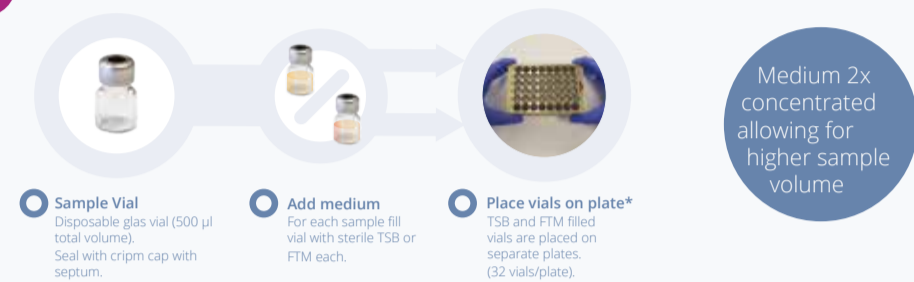 Sample Vial
Disposable glas vial (500 µl
total volume).
Seal with cripm cap with
septum.
Add medium
For each sample fill
vial with sterile TSB or
FTM each.
Place vials on plate*
TSB and FTM filled
vials are placed on
separate plates.
(32 vials/plate).
Medium 2x
concentrated
allowing for
higher sample
volume